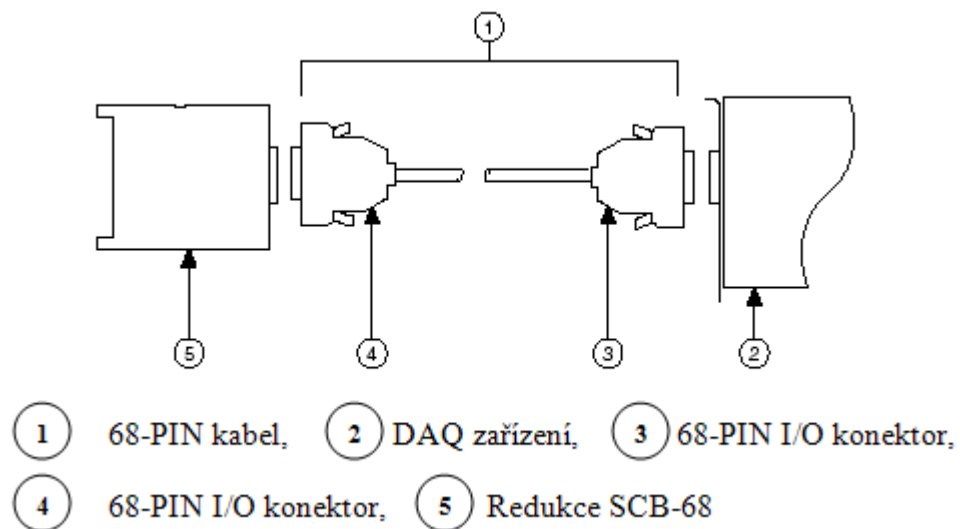 1
5 4 3 2
1 68-PIN kabel, 2 DAQ zařízení, 3 68-PIN I/O konektor,
4 68-PIN I/O konektor, 5 Redukce SCB-68